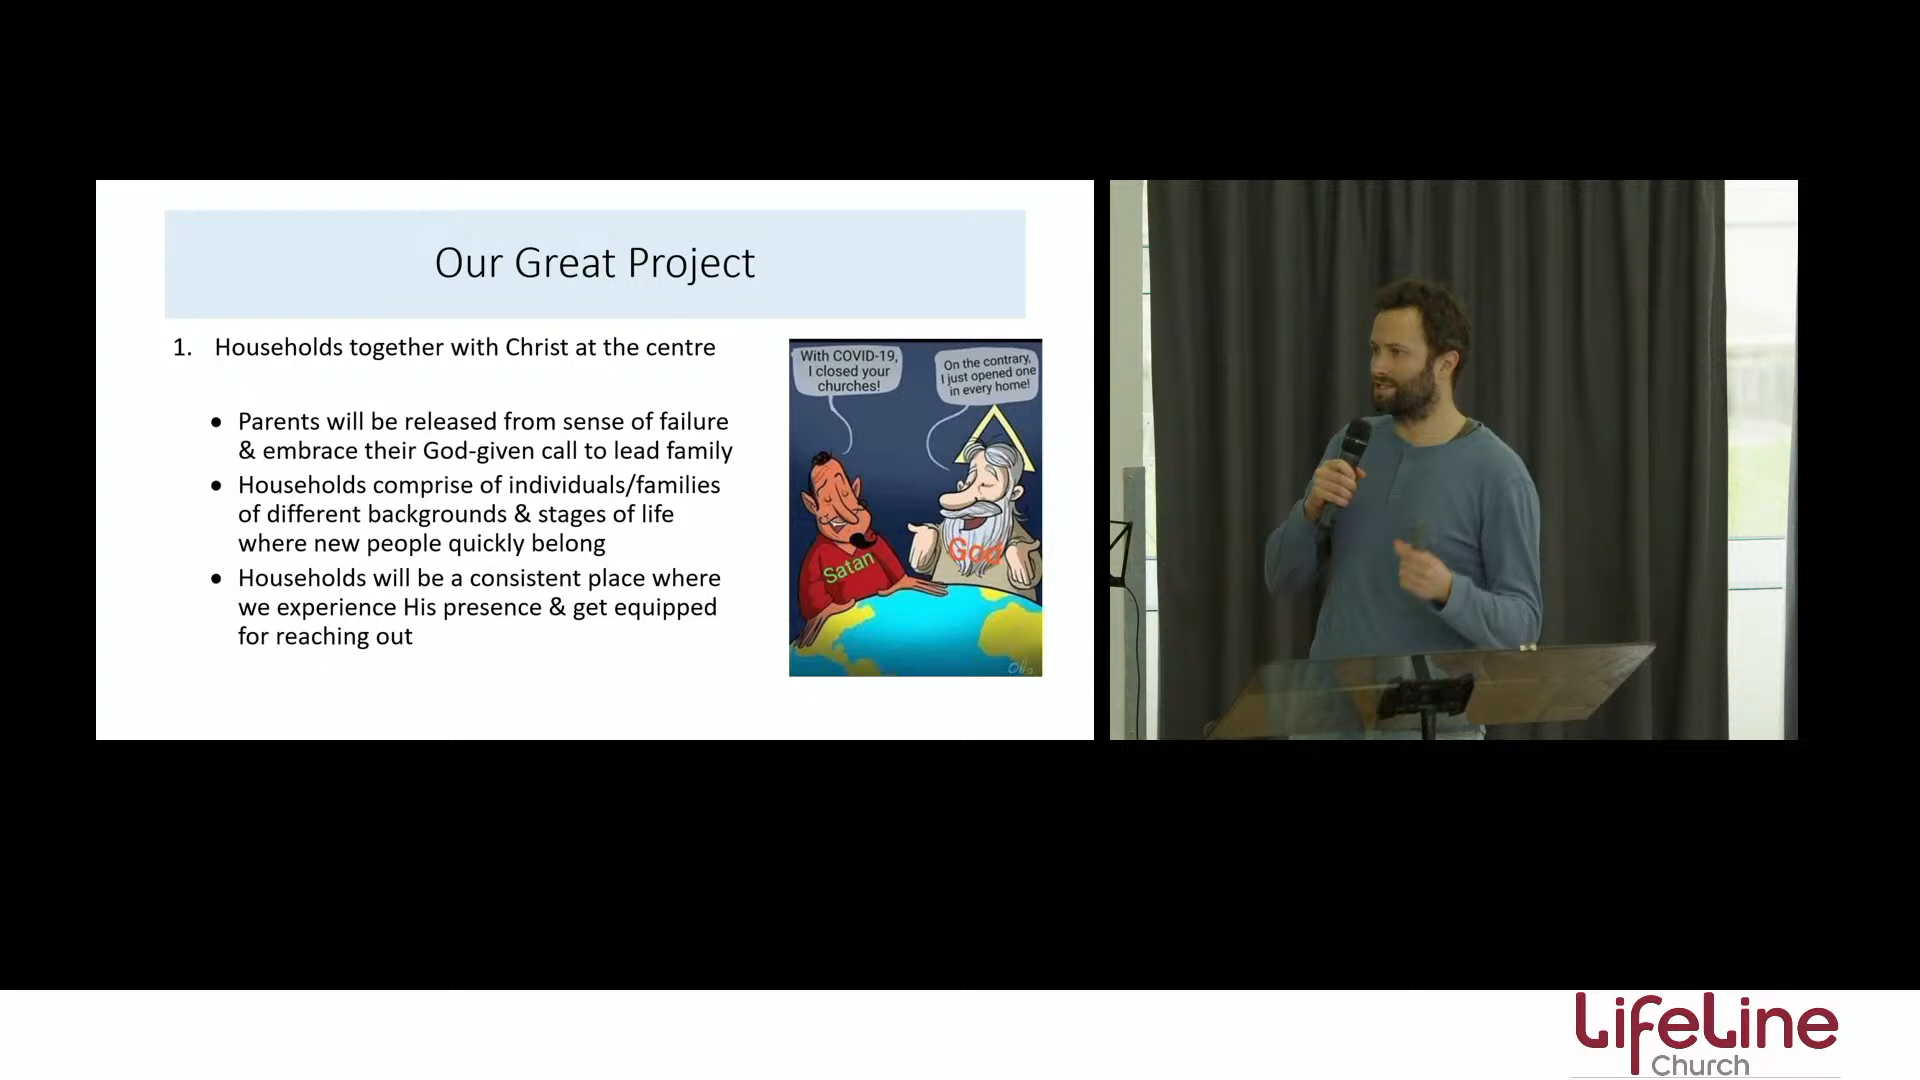 Our Great Project
1. Households together with Christ at the centre
• Parents will be released from sense of failure
& embrace their God-given call to lead family
• Households comprise of individuals/families
of different backgrounds & stages of life
where new people quickly belong
• Households will be a consistent place where
we experience His presence & get equipped
for reaching out
With COVID-19,
I closed your
churches!
On the contrary,
I just opened one
in every home!
Satan
God
Otto
LifeLine
Church